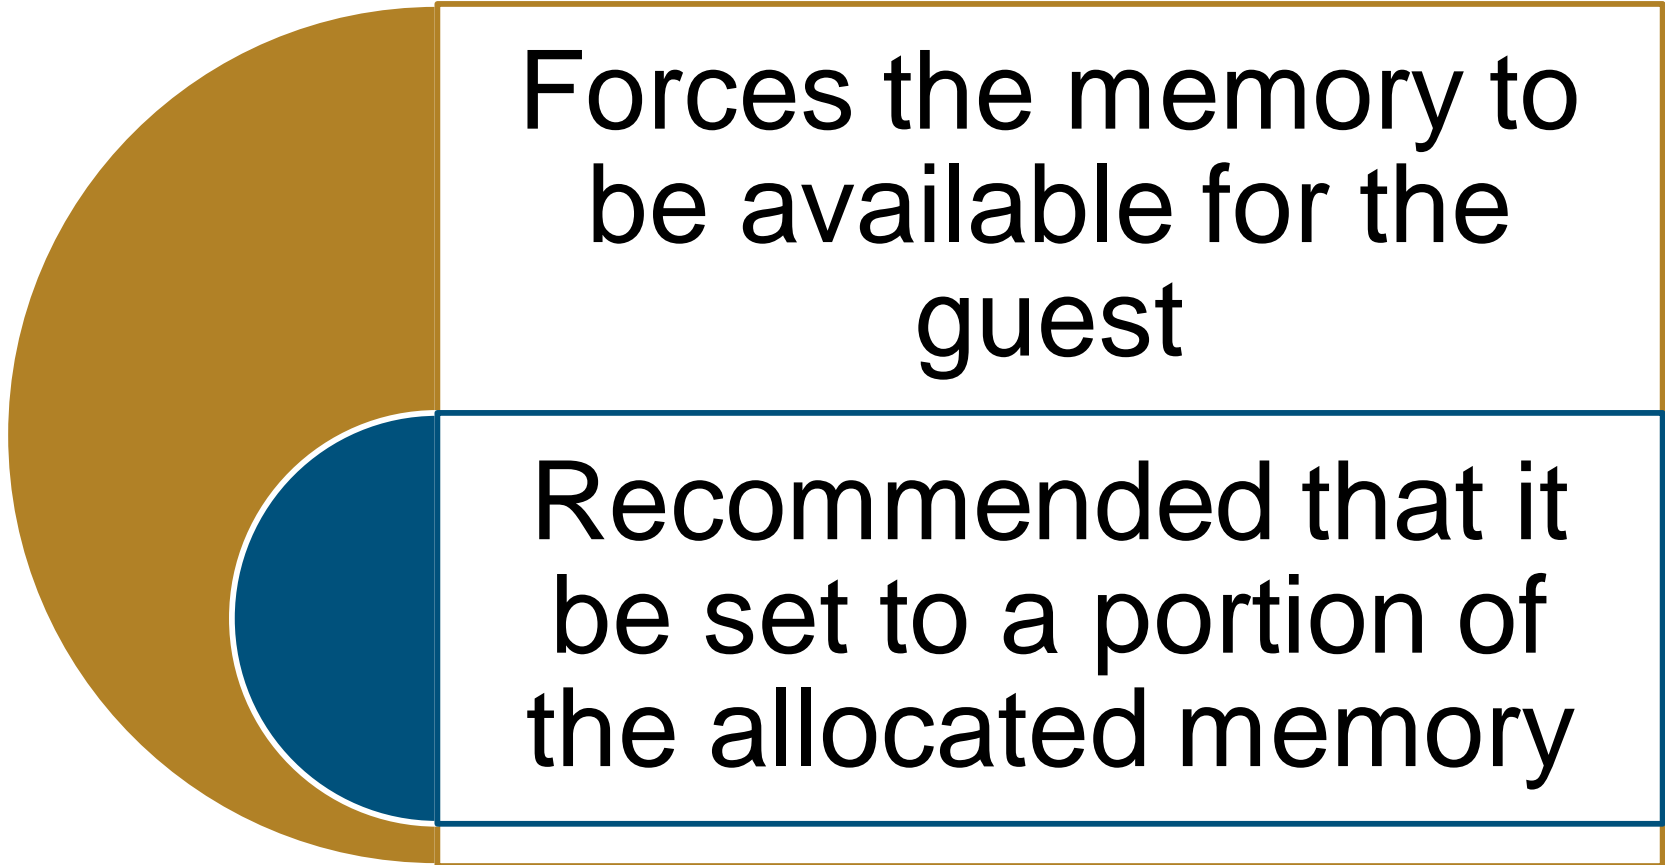 Forces the memory to
be available for the
guest
Recommended that it
be set to a portion of
the allocated memory